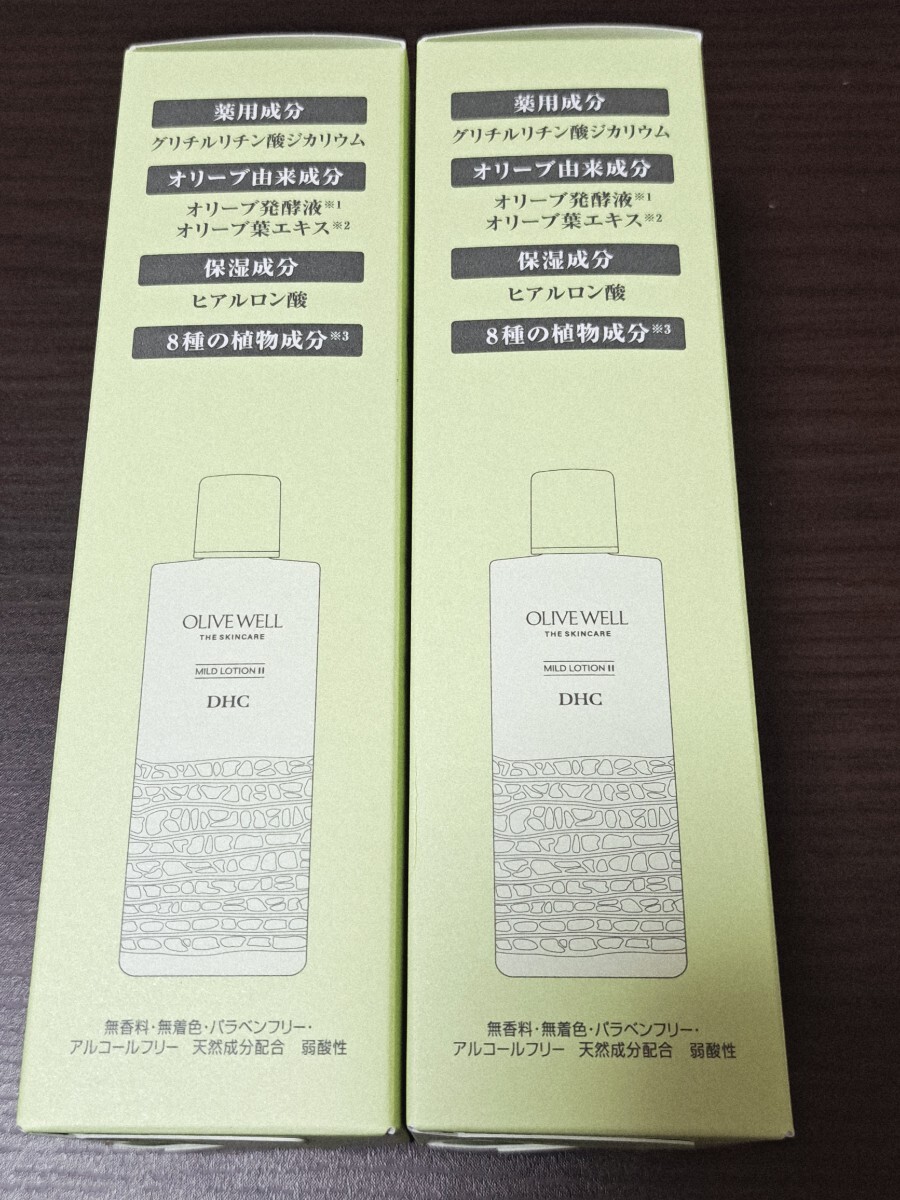 薬用成分
グリチルリチン酸ジカリウム
オリーブ由来成分
オリーブ発酵液※1
オリーブ葉エキス※2
保湿成分
ヒアルロン酸
8種の植物成分※3
OLIVE WELL
THE SKINCARE
MILD LOTION II
DHC
無香料・無着色・パラベンフリー・
アルコールフリー 天然成分配合 弱酸性
薬用成分
グリチルリチン酸ジカリウム
オリーブ由来成分
オリーブ発酵液※1
オリーブ葉エキス※2
保湿成分
ヒアルロン酸
8種の植物成分※3
OLIVE WELL
THE SKINCARE
MILD LOTION II
DHC
無香料・無着色・パラベンフリー・
アルコールフリー 天然成分配合 弱酸性